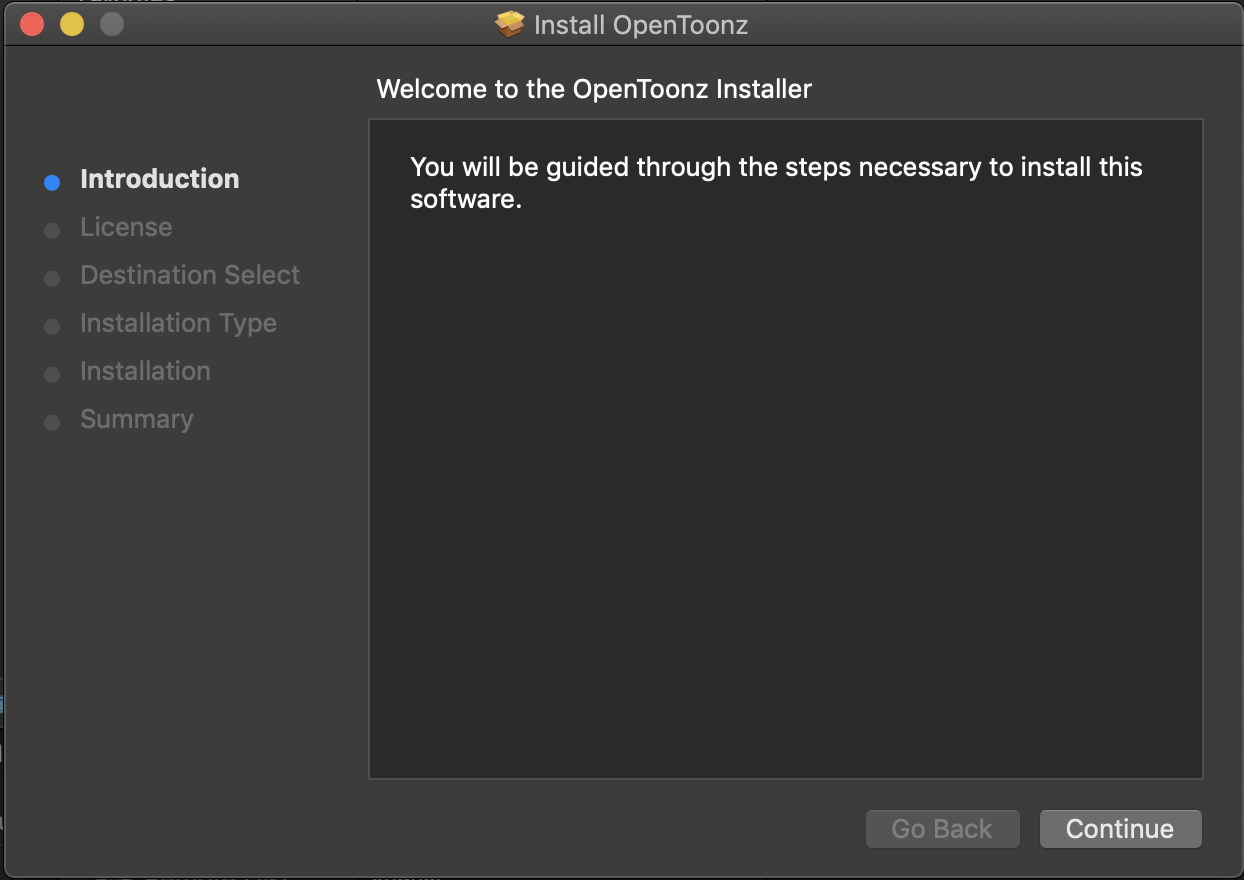 Install OpenToonz
Welcome to the OpenToonz Installer
Introduction
License
Destination Select
Installation Type
Installation
Summary
You will be guided through the steps necessary to install this
software.
Go Back
Continue